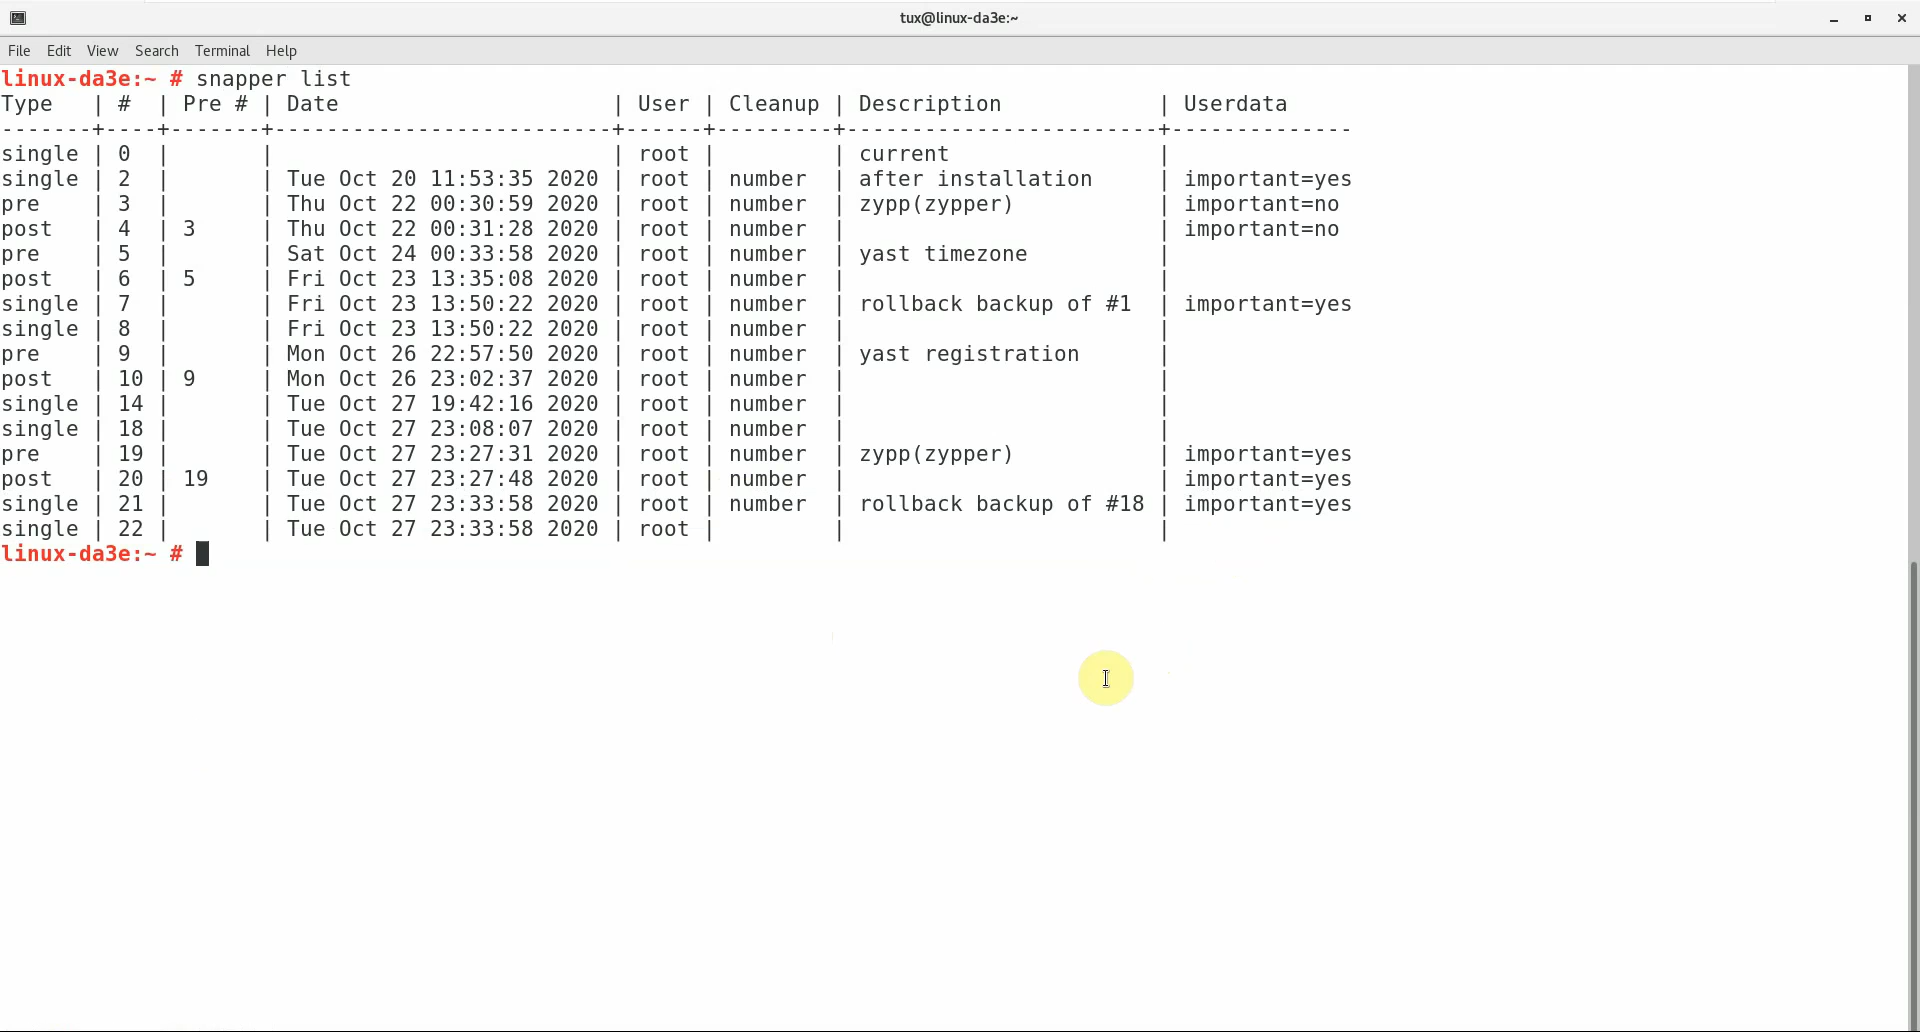 tux@linux-da3e:~
File Edit View Search Terminal Help
linux-da3e:~ # snapper list
Type   | #  | Pre # | Date                     | User | Cleanup | Description            | Userdata
-------+----+-------+--------------------------+------+---------+------------------------+--------------
single | 0  |       |                          | root |         | current                |
single | 2  |       | Tue Oct 20 11:53:35 2020 | root | number  | after installation     | important=yes
pre    | 3  |       | Thu Oct 22 00:30:59 2020 | root | number  | zypp(zypper)           | important=no
post   | 4  | 3     | Thu Oct 22 00:31:28 2020 | root | number  |                        | important=no
pre    | 5  |       | Sat Oct 24 00:33:58 2020 | root | number  | yast timezone          |
post   | 6  | 5     | Fri Oct 23 13:35:08 2020 | root | number  |                        |
single | 7  |       | Fri Oct 23 13:50:22 2020 | root | number  | rollback backup of #1  | important=yes
single | 8  |       | Fri Oct 23 13:50:22 2020 | root | number  |                        |
pre    | 9  |       | Mon Oct 26 22:57:50 2020 | root | number  | yast registration      |
post   | 10 | 9     | Mon Oct 26 23:02:37 2020 | root | number  |                        |
single | 14 |       | Tue Oct 27 19:42:16 2020 | root | number  |                        |
single | 18 |       | Tue Oct 27 23:08:07 2020 | root | number  |                        |
pre    | 19 |       | Tue Oct 27 23:27:31 2020 | root | number  | zypp(zypper)           | important=yes
post   | 20 | 19    | Tue Oct 27 23:27:48 2020 | root | number  |                        | important=yes
single | 21 |       | Tue Oct 27 23:33:58 2020 | root | number  | rollback backup of #18 | important=yes
single | 22 |       | Tue Oct 27 23:33:58 2020 | root |         |                        |
linux-da3e:~ #